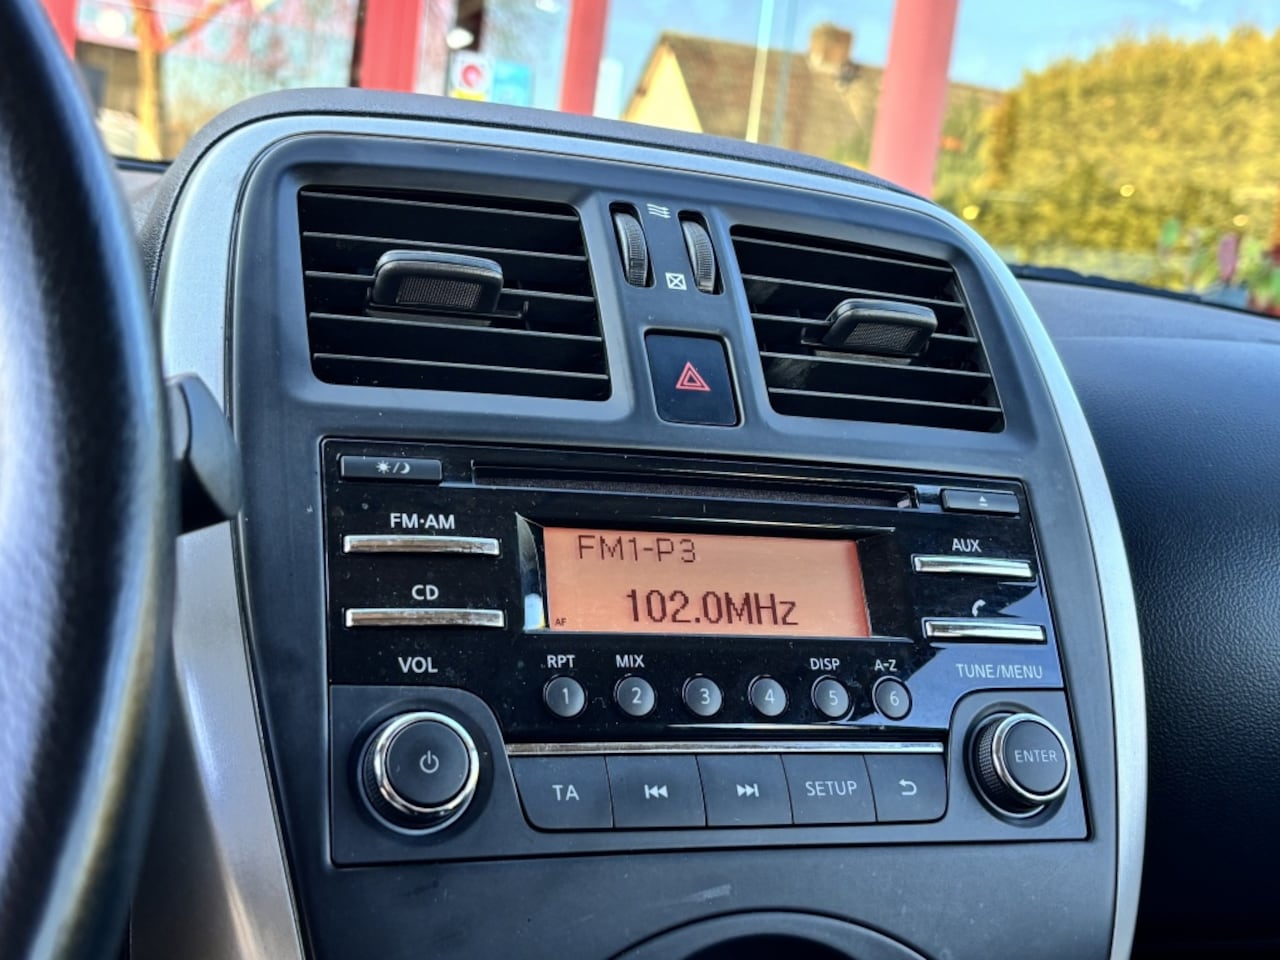 FM·AM
CD
VOL
FM1-P3
102.0MHz
AF
AUX
RPT
MIX
DISP
A-Z
TUNE/MENU
1
2
3
4
5
6
TA
SETUP
ENTER